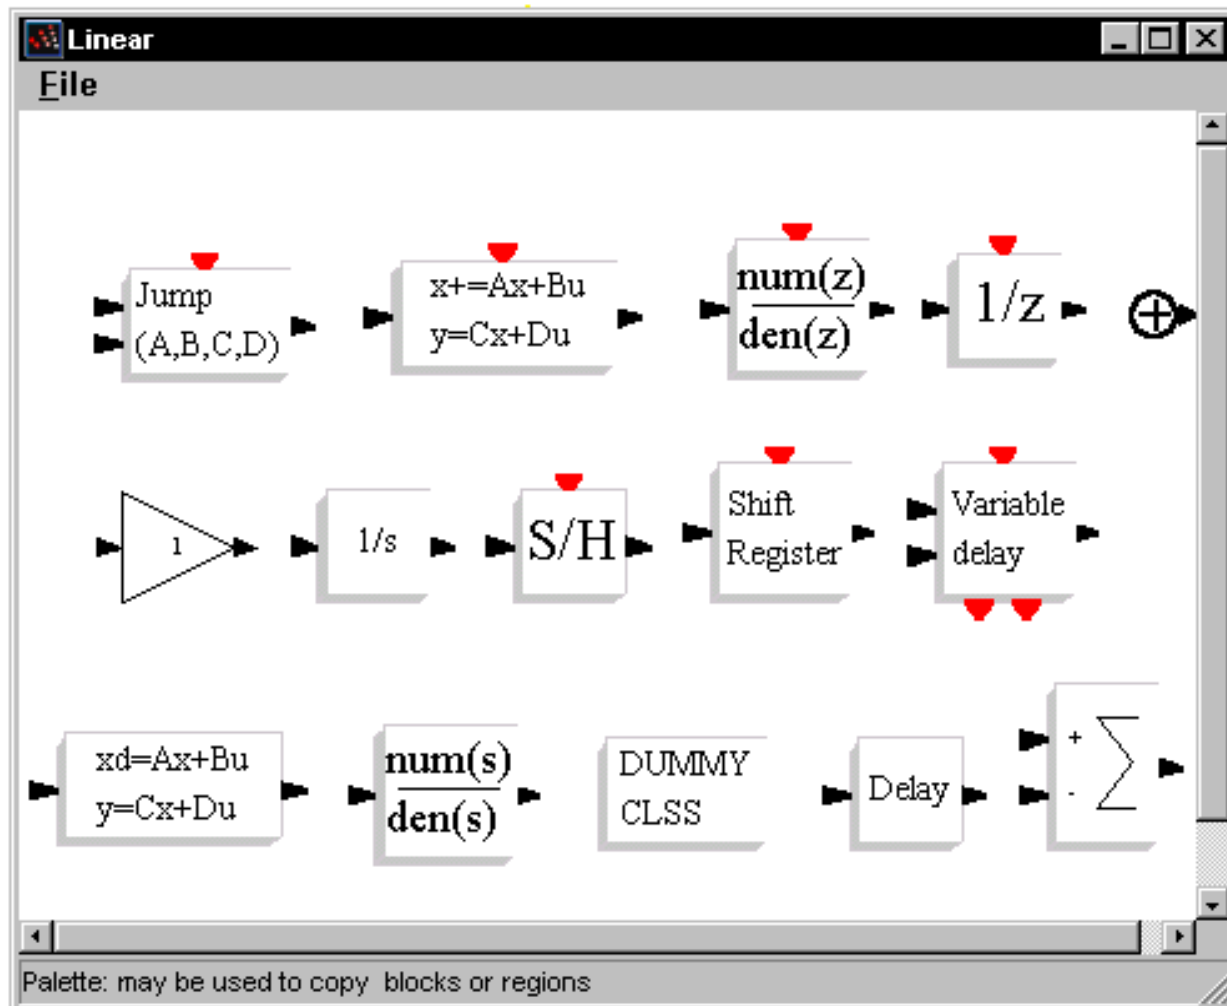 Linear
File
Jump
(A,B,C,D)
x+=Ax+Bu
y=Cx+Du
num(z)
den(z)
1/z
+
1
1/s
S/H
Shift
Register
Variable
delay
xd=Ax+Bu
y=Cx+Du
num(s)
den(s)
DUMMY
CLSS
Delay
+
-
∑
Palette: may be used to copy blocks or regions